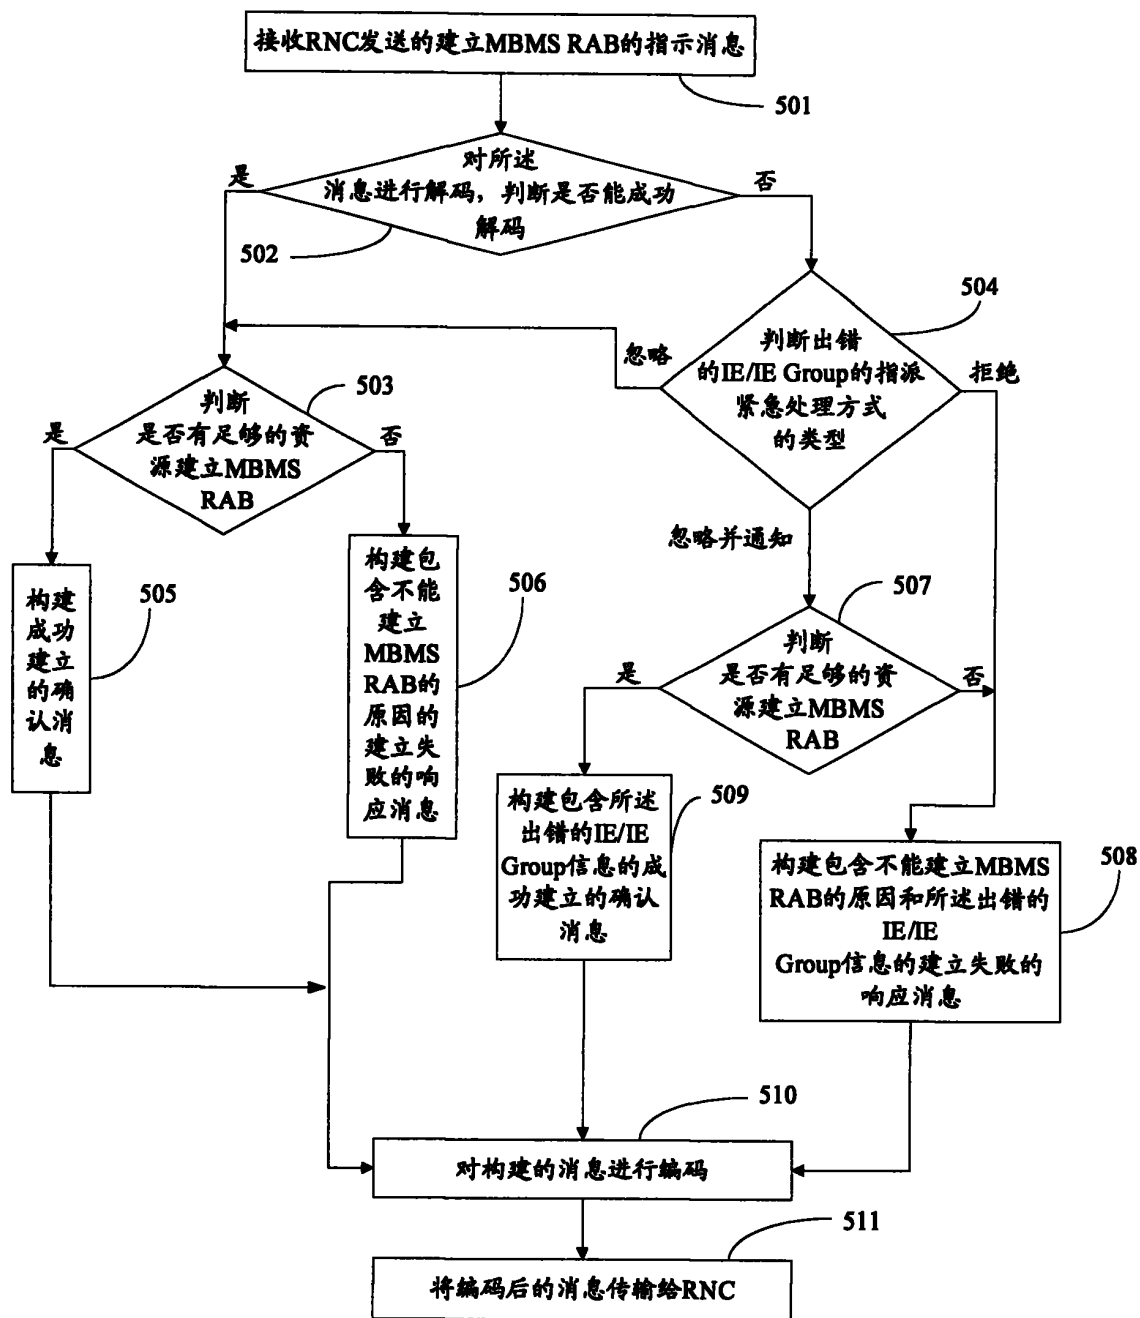 接收RNC发送的建立MBMS RAB的指示消息
501
对所述
消息进行解码，判断是否能成功
解码
是
否
502
504
判断出错
的IE/IE Group的指派
紧急处理方式
的类型
忽略
拒绝
503
判断
是否有足够的资
源建立MBMS
RAB
是
否
忽略并通知
507
判断
是否有足够的资
源建立MBMS
RAB
是
否
构建
成功
建立
的确
认消
息
505
构建包
含不能
建立
MBMS
RAB的
原因的
建立失
败的响
应消息
506
构建包含所述
出错的IE/IE
Group信息的成
功建立的确认
消息
509
构建包含不能建立MBMS
RAB的原因和所述出错的
IE/IE
Group信息的建立失败的
响应消息
508
510
对构建的消息进行编码
511
将编码后的消息传输给RNC